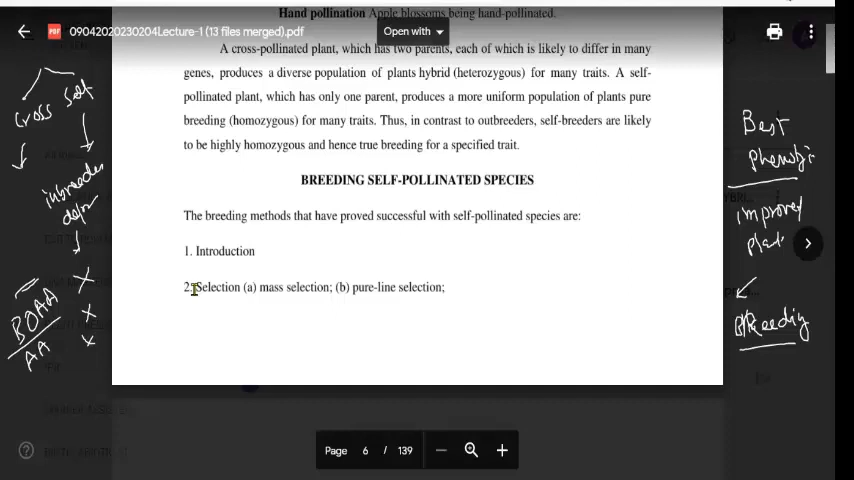 Hand pollination Apple blossoms being hand-pollinated.
09042020230204Lecture-1 (13 files merged).pdf
Open with
A cross-pollinated plant, which has two parents, each of which is likely to differ in many
genes, produces a diverse population of plants hybrid (heterozygous) for many traits. A self-
pollinated plant, which has only one parent, produces a more uniform population of plants pure
breeding (homozygous) for many traits. Thus, in contrast to outbreeders, self-breeders are likely
to be highly homozygous and hence true breeding for a specified trait.
BREEDING SELF-POLLINATED SPECIES
The breeding methods that have proved successful with self-pollinated species are:
1. Introduction
2. Selection (a) mass selection; (b) pure-line selection;
Cross
Self
inbreeder
BOAA
AA
X
X
X
Best
improved
plant
Breeding
Page 6 / 139